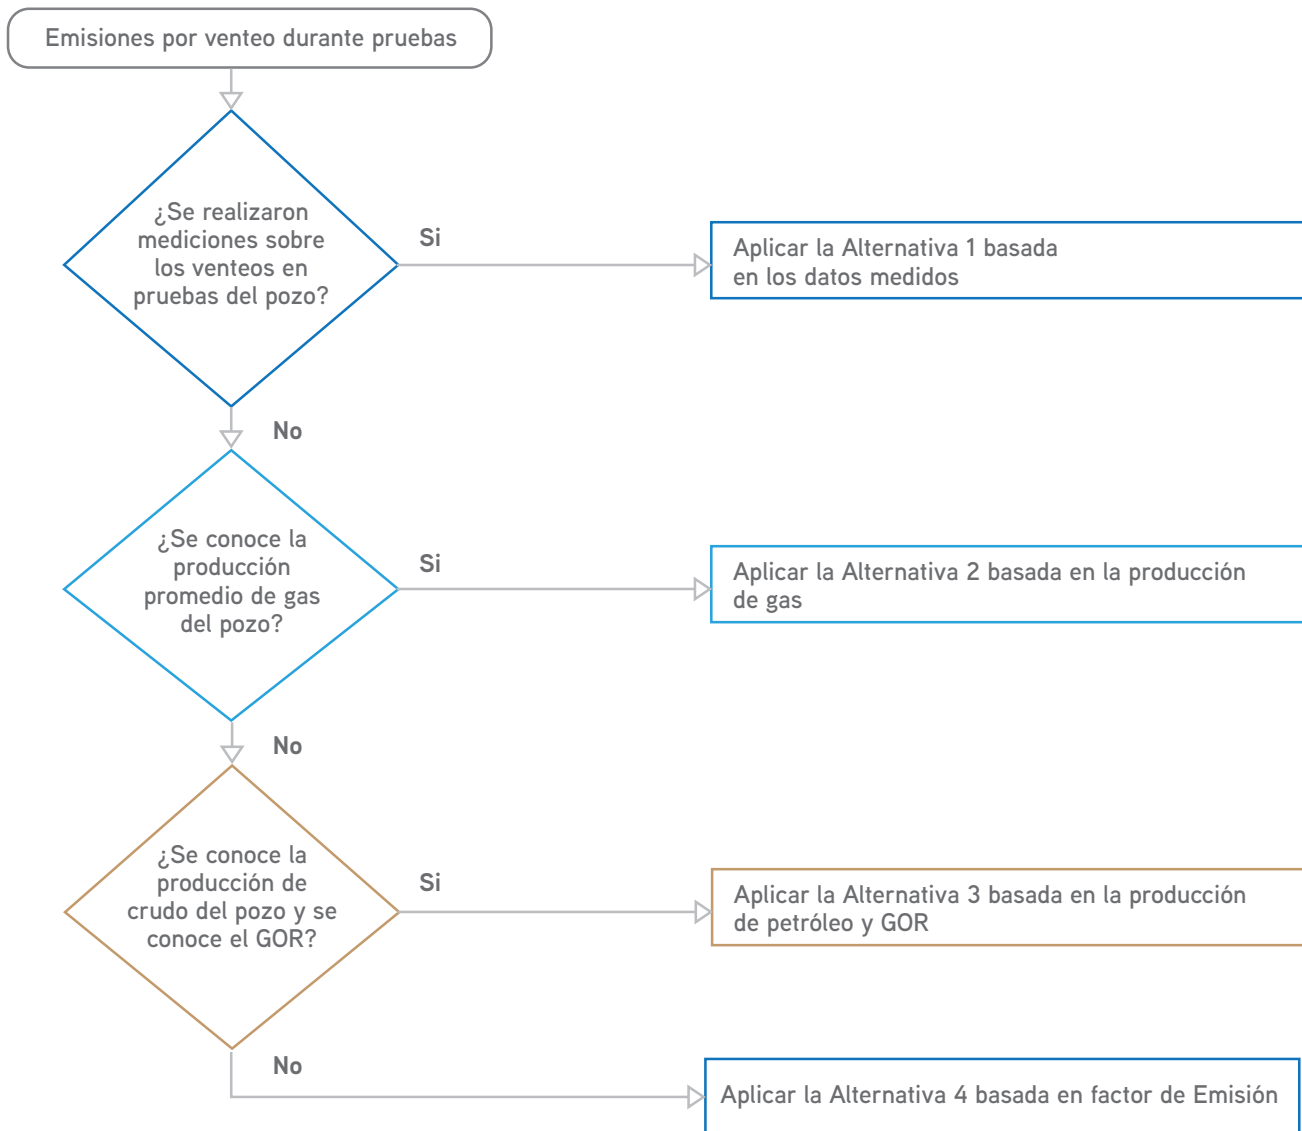 Emisiones por venteo durante pruebas
¿Se realizaron
mediciones sobre
los venteos en
pruebas del pozo?
Si
Aplicar la Alternativa 1 basada
en los datos medidos
No
¿Se conoce la
producción
promedio de gas
del pozo?
Si
Aplicar la Alternativa 2 basada en la producción
de gas
No
¿Se conoce la
producción de
crudo del pozo y se
conoce el GOR?
Si
Aplicar la Alternativa 3 basada en la producción
de petróleo y GOR
No
Aplicar la Alternativa 4 basada en factor de Emisión